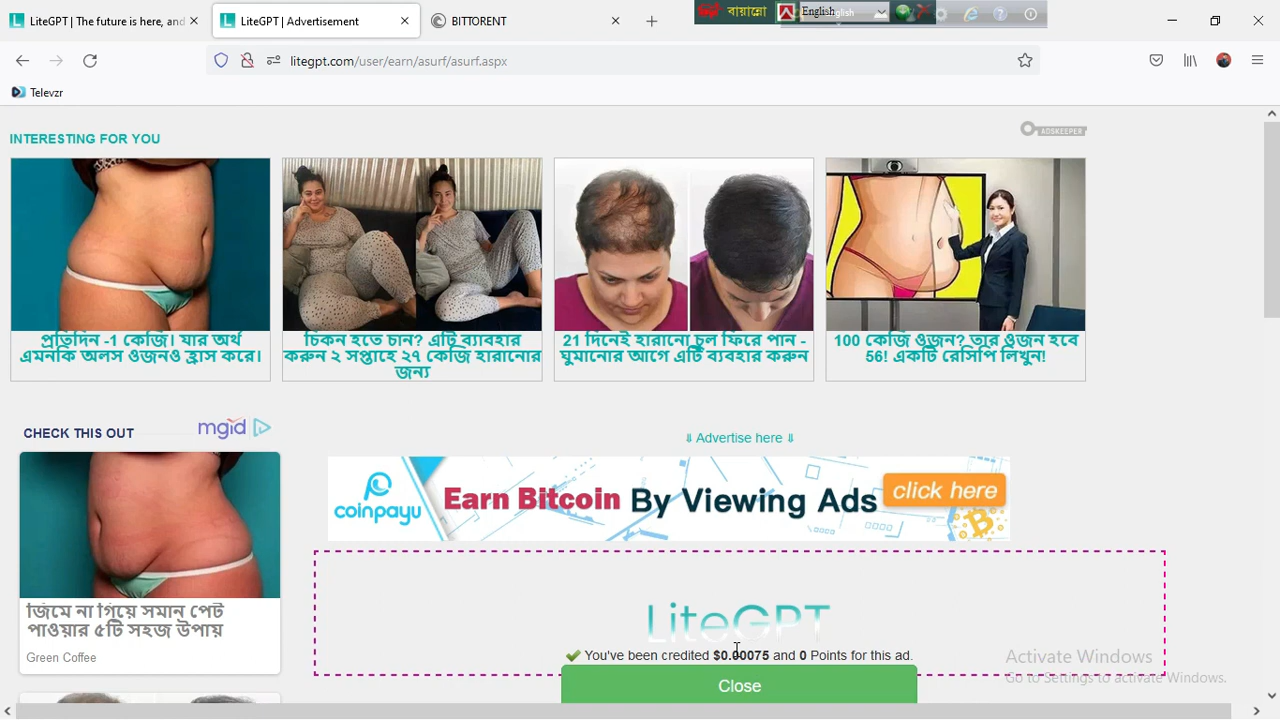 LiteGPT | The future is here, and
LiteGPT | Advertisement
BITTORENT
বায়ান্নো
English
litegpt.com/user/earn/asurf/asurf.aspx
Televzr
INTERESTING FOR YOU
ADSKEEPER
প্রতিদিন -1 কেজি। যার অর্থ
এমনকি অলস ওজনও হ্রাস করে।
চিকন হতে চান? এটি ব্যাবহার
করুন ২ সপ্তাহে ২৭ কেজি হারানোর
জন্য
21 দিনেই হারানো চুল ফিরে পান -
ঘুমানোর আগে এটি ব্যবহার করুন
100 কেজি ওজন? তার ওজন হবে
56! একটি রেসিপি লিখুন!
CHECK THIS OUT
mgid
⇓ Advertise here ⇓
coinpayu
Earn Bitcoin By Viewing Ads
click here
জিমে না গিয়ে সমান পেট
পাওয়ার ৫টি সহজ উপায়
Green Coffee
LiteGPT
You've been credited $0.00075 and 0 Points for this ad.
Close
Activate Windows
Go to Settings to activate Windows.